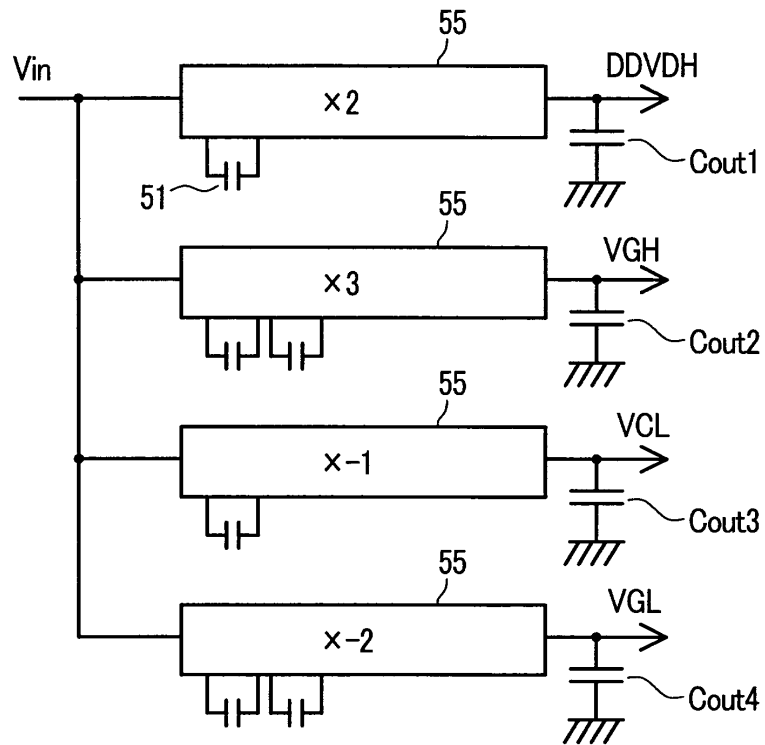 55
Vin
×2
DDVDH
Cout1
51
55
×3
VGH
Cout2
55
×-1
VCL
Cout3
55
×-2
VGL
Cout4